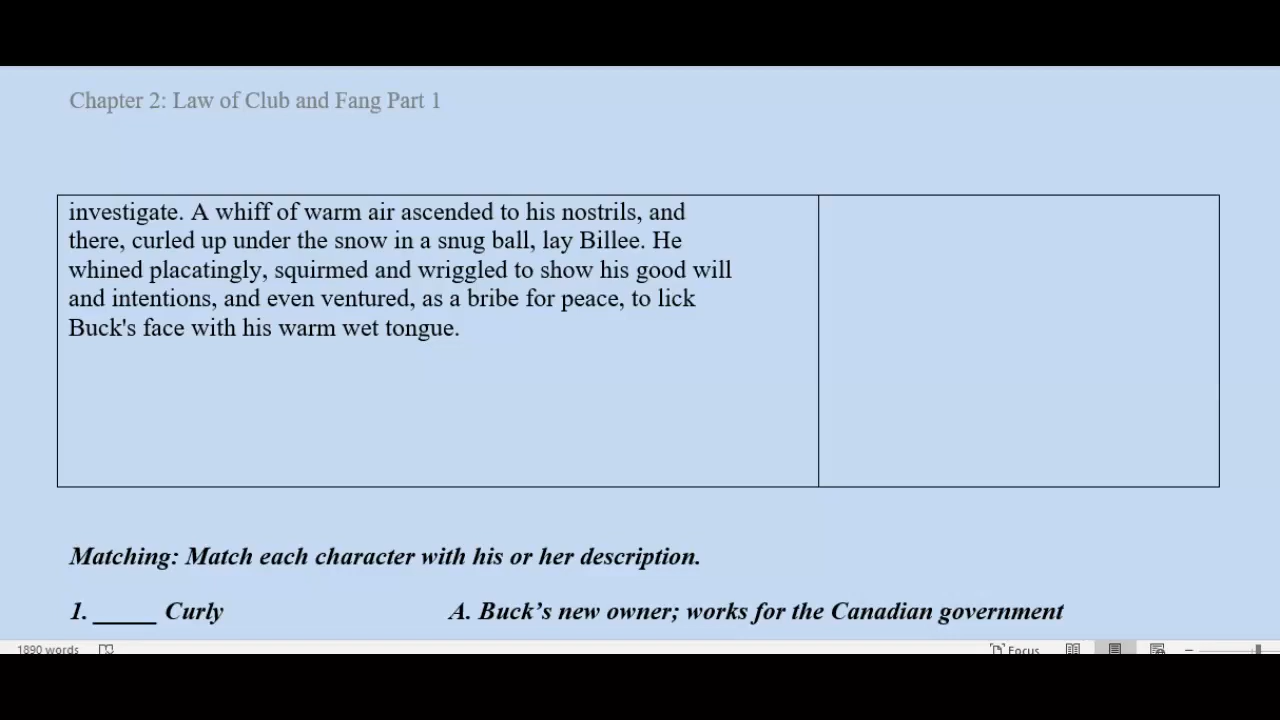 Chapter 2: Law of Club and Fang Part 1
investigate. A whiff of warm air ascended to his nostrils, and
there, curled up under the snow in a snug ball, lay Billee. He
whined placatingly, squirmed and wriggled to show his good will
and intentions, and even ventured, as a bribe for peace, to lick
Buck's face with his warm wet tongue.
Matching: Match each character with his or her description.
1. _____ Curly
A. Buck’s new owner; works for the Canadian government
1890 words
Focus